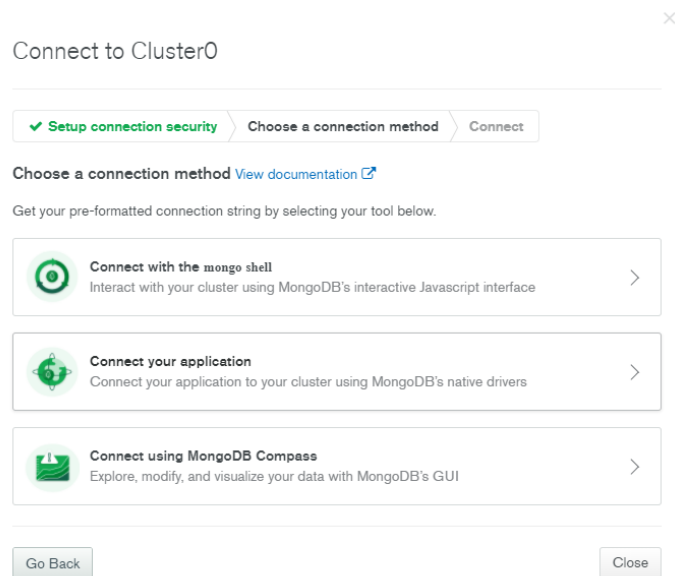 Connect to Cluster0
✔ Setup connection security
Choose a connection method
Connect
Choose a connection method View documentation
Get your pre-formatted connection string by selecting your tool below.
Connect with the mongo shell
Interact with your cluster using MongoDB's interactive Javascript interface
Connect your application
Connect your application to your cluster using MongoDB's native drivers
Connect using MongoDB Compass
Explore, modify, and visualize your data with MongoDB's GUI
Go Back
Close